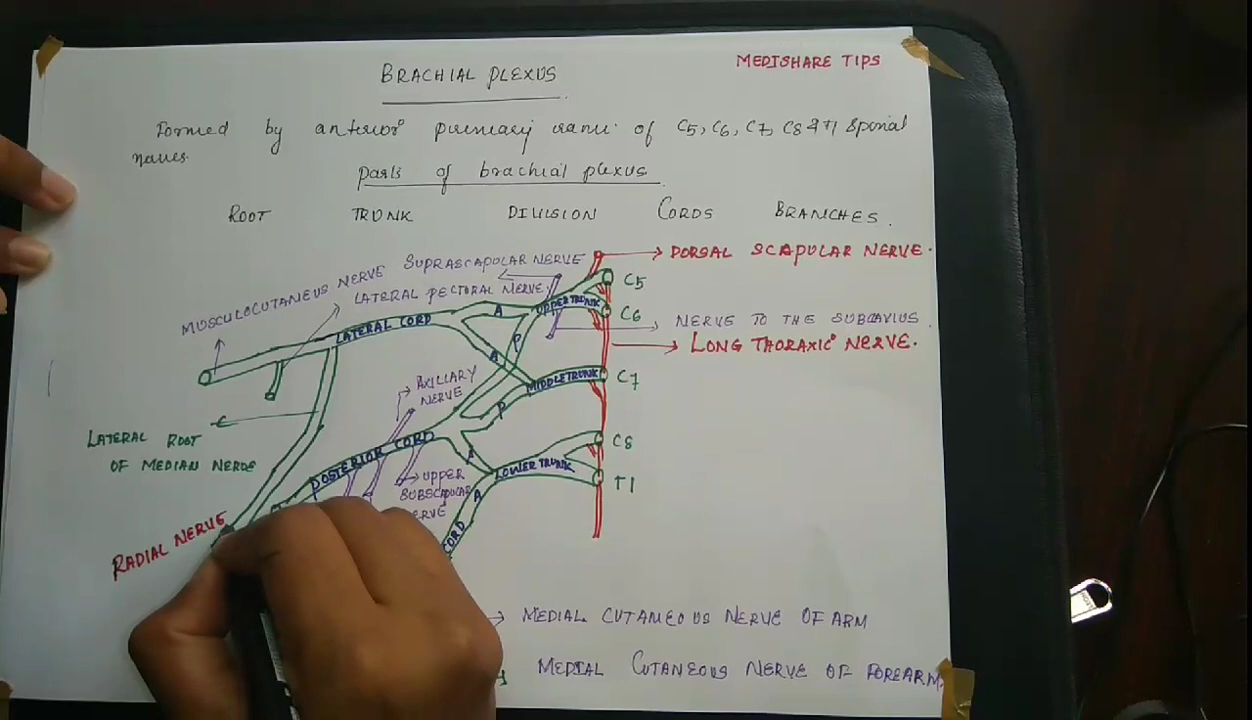 BRACHIAL PLEXUS
MEDISHARE TIPS
Formed by anterior primary rami of C5, C6, C7, C8 & T1 Spinal
nerves.
parts of brachial plexus
ROOT TRUNK DIVISION CORDS BRANCHES.
DORSAL SCAPULAR NERVE.
SUPRASCAPULAR NERVE
MUSCULOCUTANEUS NERVE
LATERAL PECTORAL NERVE
C5
UPPER TRUNK
A
LATERAL CORD
C6
NERVE TO THE SUBCAVIUS
P
LONG THORAXIC NERVE.
A
C7
MIDDLE TRUNK
AXILLARY
NERVE
P
LATERAL ROOT
OF MEDIAN NERVE
POSTERIOR CORD
C8
A
LOWER TRUNK
UPPER
SUBSCAPULAR
NERVE
T1
A
CORD
RADIAL NERVE
MEDIAL CUTANEOUS NERVE OF ARM
MEDIAL CUTANEOUS NERVE OF FOREARM